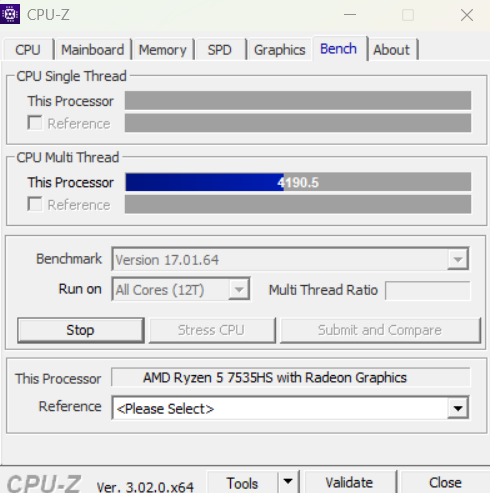 CPU-Z
CPU Mainboard Memory SPD Graphics Bench About
CPU Single Thread
This Processor
Reference
CPU Multi Thread
This Processor 4190.5
Reference
Benchmark Version 17.01.64
Run on All Cores (12T) Multi Thread Ratio
Stop Stress CPU Submit and Compare
This Processor AMD Ryzen 5 7535HS with Radeon Graphics
Reference <Please Select>
CPU-Z Ver. 3.02.0.x64 Tools Validate Close